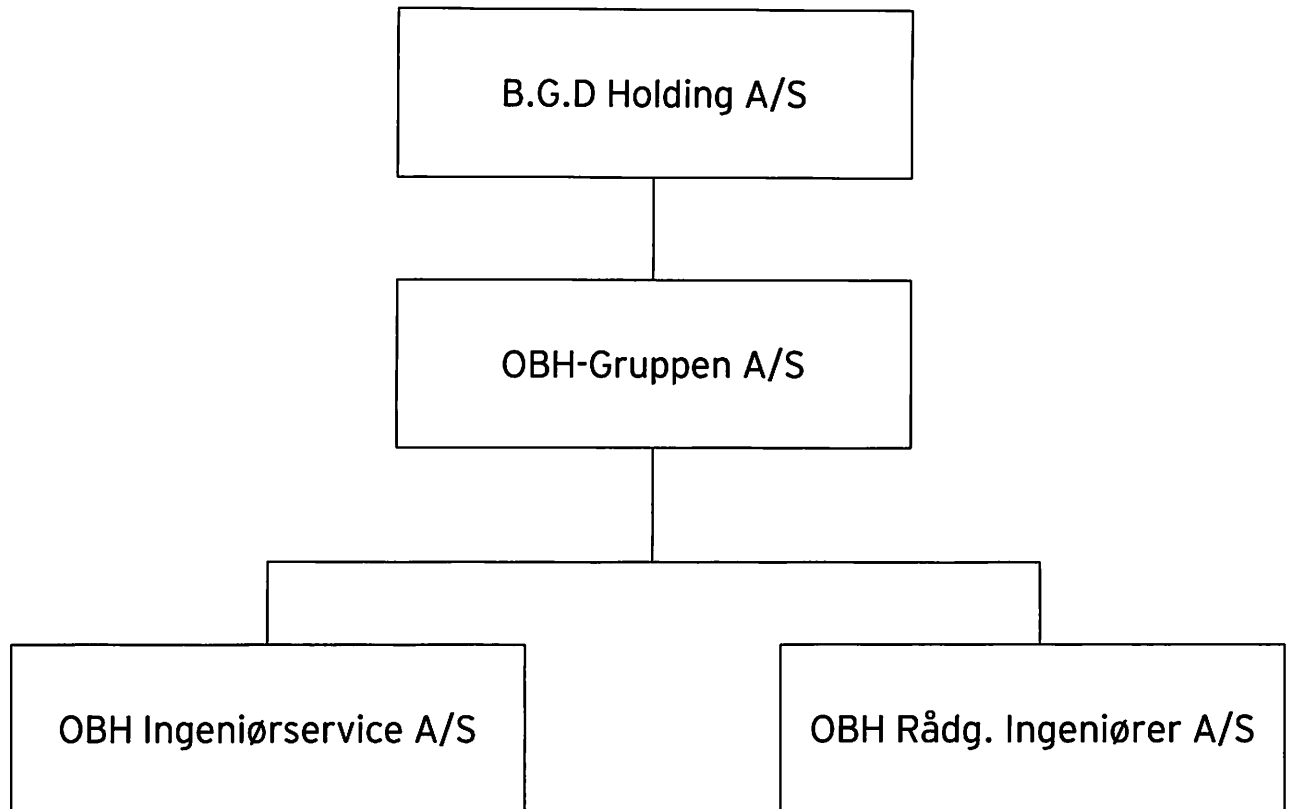 B.G.D Holding A/S
OBH-Gruppen A/S
OBH Ingeniørservice A/S
OBH Rådg. Ingeniører A/S